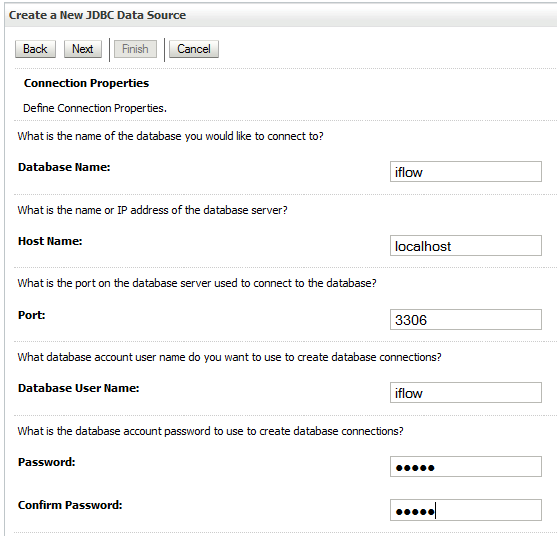 Create a New JDBC Data Source
Back Next Finish Cancel
Connection Properties
Define Connection Properties.
What is the name of the database you would like to connect to?
Database Name: iflow
What is the name or IP address of the database server?
Host Name: localhost
What is the port on the database server used to connect to the database?
Port: 3306
What database account user name do you want to use to create database connections?
Database User Name: iflow
What is the database account password to use to create database connections?
Password: ●●●●●
Confirm Password: ●●●●●